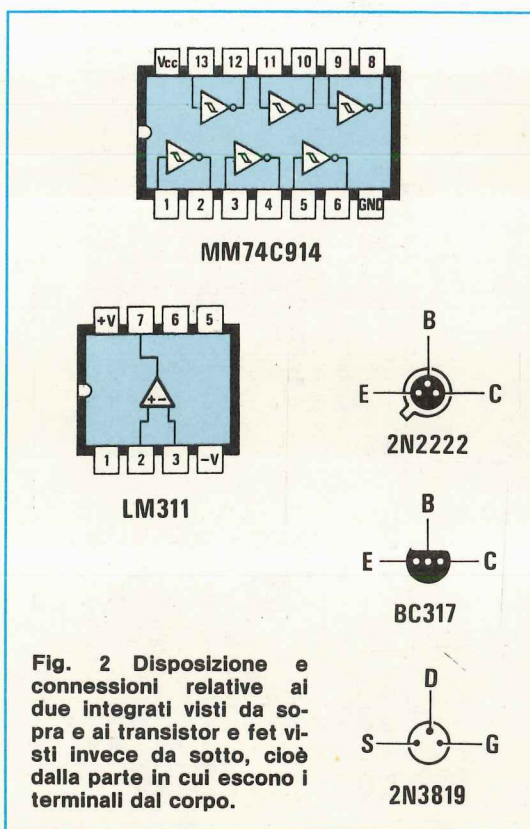 Vcc 13 12 11 10 9 8
1 2 3 4 5 6 GND
MM74C914
+V 7 6 5
+ -
1 2 3 -V
LM311
B
E C
2N2222
B
E C
BC317
D
S G
2N3819
Fig. 2 Disposizione e
connessioni relative ai
due integrati visti da so-
pra e ai transistor e fet vi-
sti invece da sotto, cioè
dalla parte in cui escono i
terminali dal corpo.